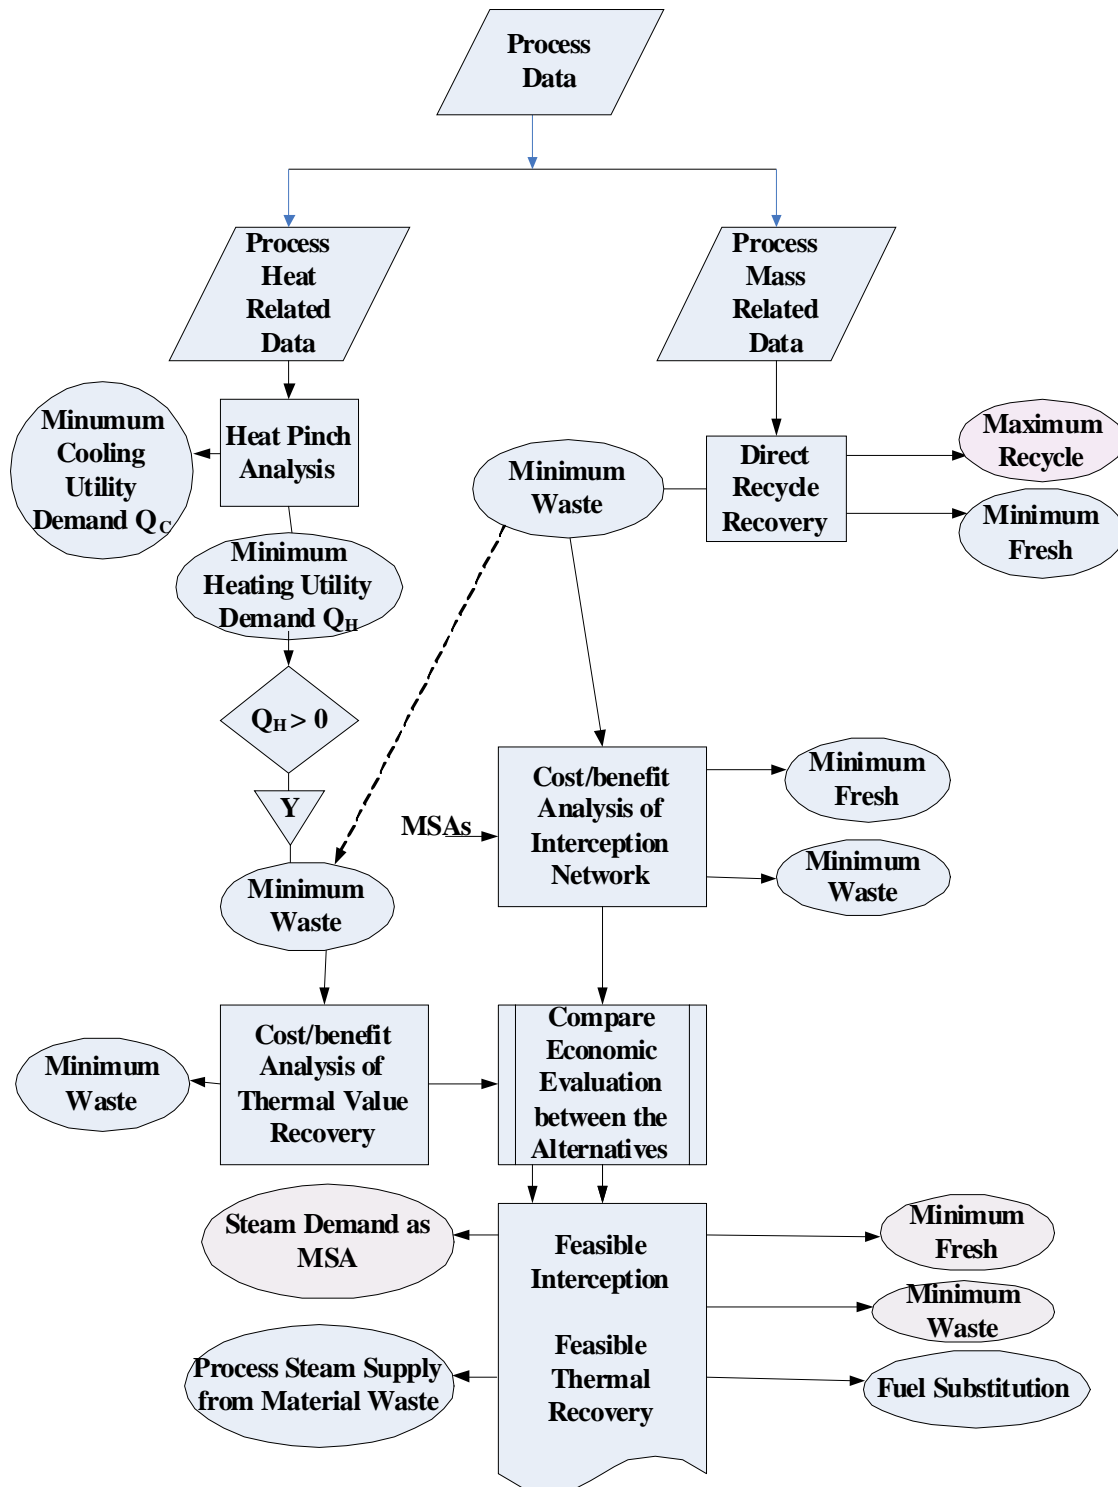 Process
Data
Process
Heat
Related
Data
Process
Mass
Related
Data
Minumum
Cooling
Utility
Demand QC
Heat Pinch
Analysis
Minimum
Waste
Direct
Recycle
Recovery
Maximum
Recycle
Minimum
Fresh
Minimum
Heating Utility
Demand QH
QH > 0
Y
Minimum
Waste
MSAs
Cost/benefit
Analysis of
Interception
Network
Minimum
Fresh
Minimum
Waste
Minimum
Waste
Cost/benefit
Analysis of
Thermal Value
Recovery
Compare
Economic
Evaluation
between the
Alternatives
Steam Demand as
MSA
Feasible
Interception
Minimum
Fresh
Minimum
Waste
Process Steam Supply
from Material Waste
Feasible
Thermal
Recovery
Fuel Substitution